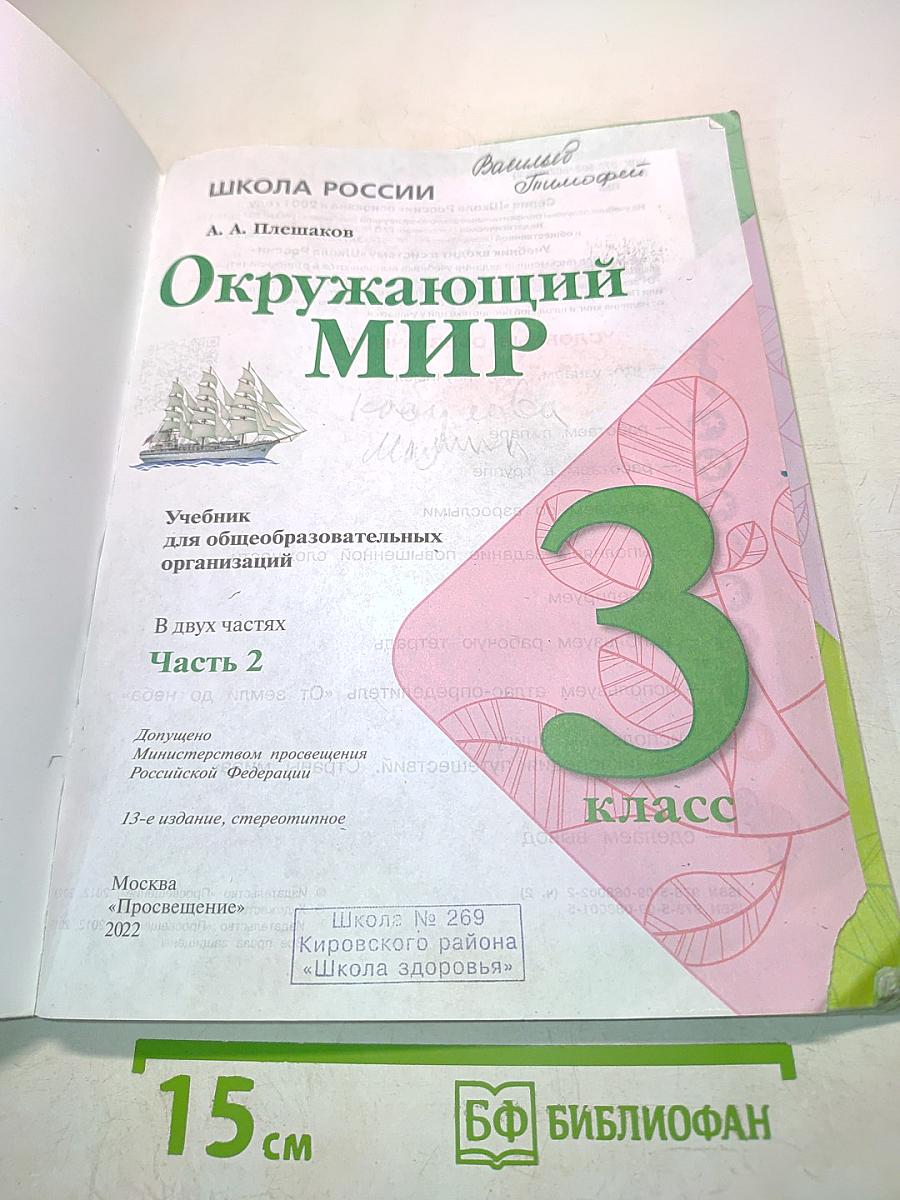 Васильев
Тимофей
ШКОЛА РОССИИ
А. А. Плешаков
Окружающий
МИР
Учебник
для общеобразовательных
организаций
В двух частях
Часть 2
Допущено
Министерством просвещения
Российской Федерации
13-е издание, стереотипное
3
класс
Москва
«Просвещение»
2022
Школа № 269
Кировского района
«Школа здоровья»
15 см
БФ БИБЛИОФАН